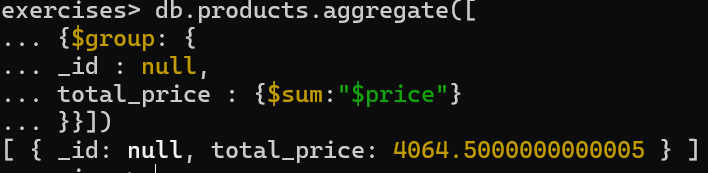 exercises> db.products.aggregate([
... {$group: {
... _id : null,
... total_price : {$sum:"$price"}
... }}])
[ { _id: null, total_price: 4064.5000000000005 } ]